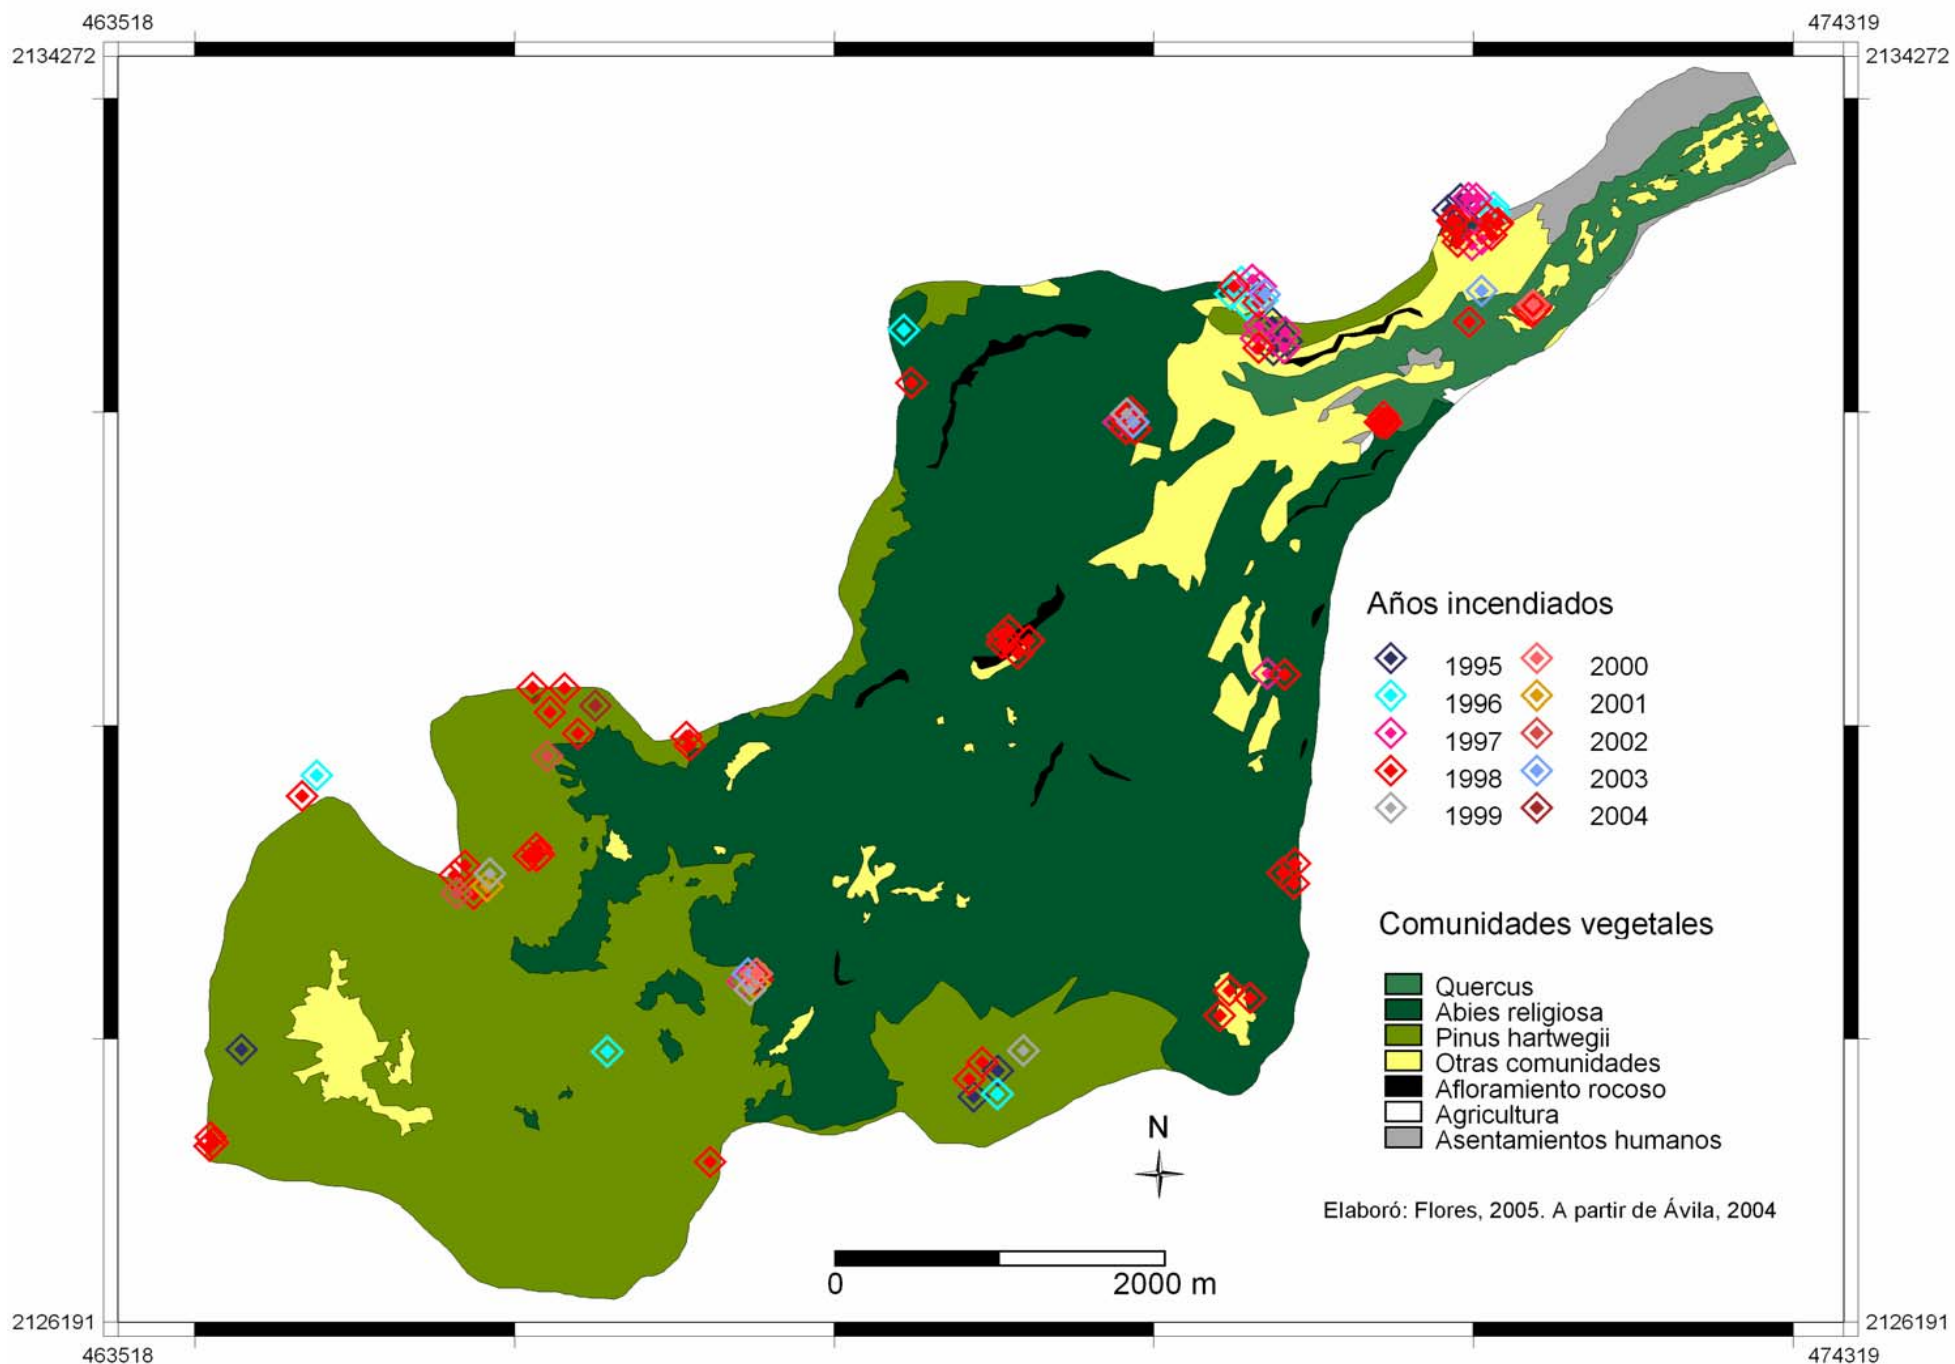 463518 474319
2134272 2134272
Años incendiados
1995 2000
1996 2001
1997 2002
1998 2003
1999 2004
Comunidades vegetales
Quercus
Abies religiosa
Pinus hartwegii
Otras comunidades
Afloramiento rocoso
Agricultura
Asentamientos humanos
N
Elaboró: Flores, 2005. A partir de Ávila, 2004
0 2000 m
2126191 2126191
463518 474319